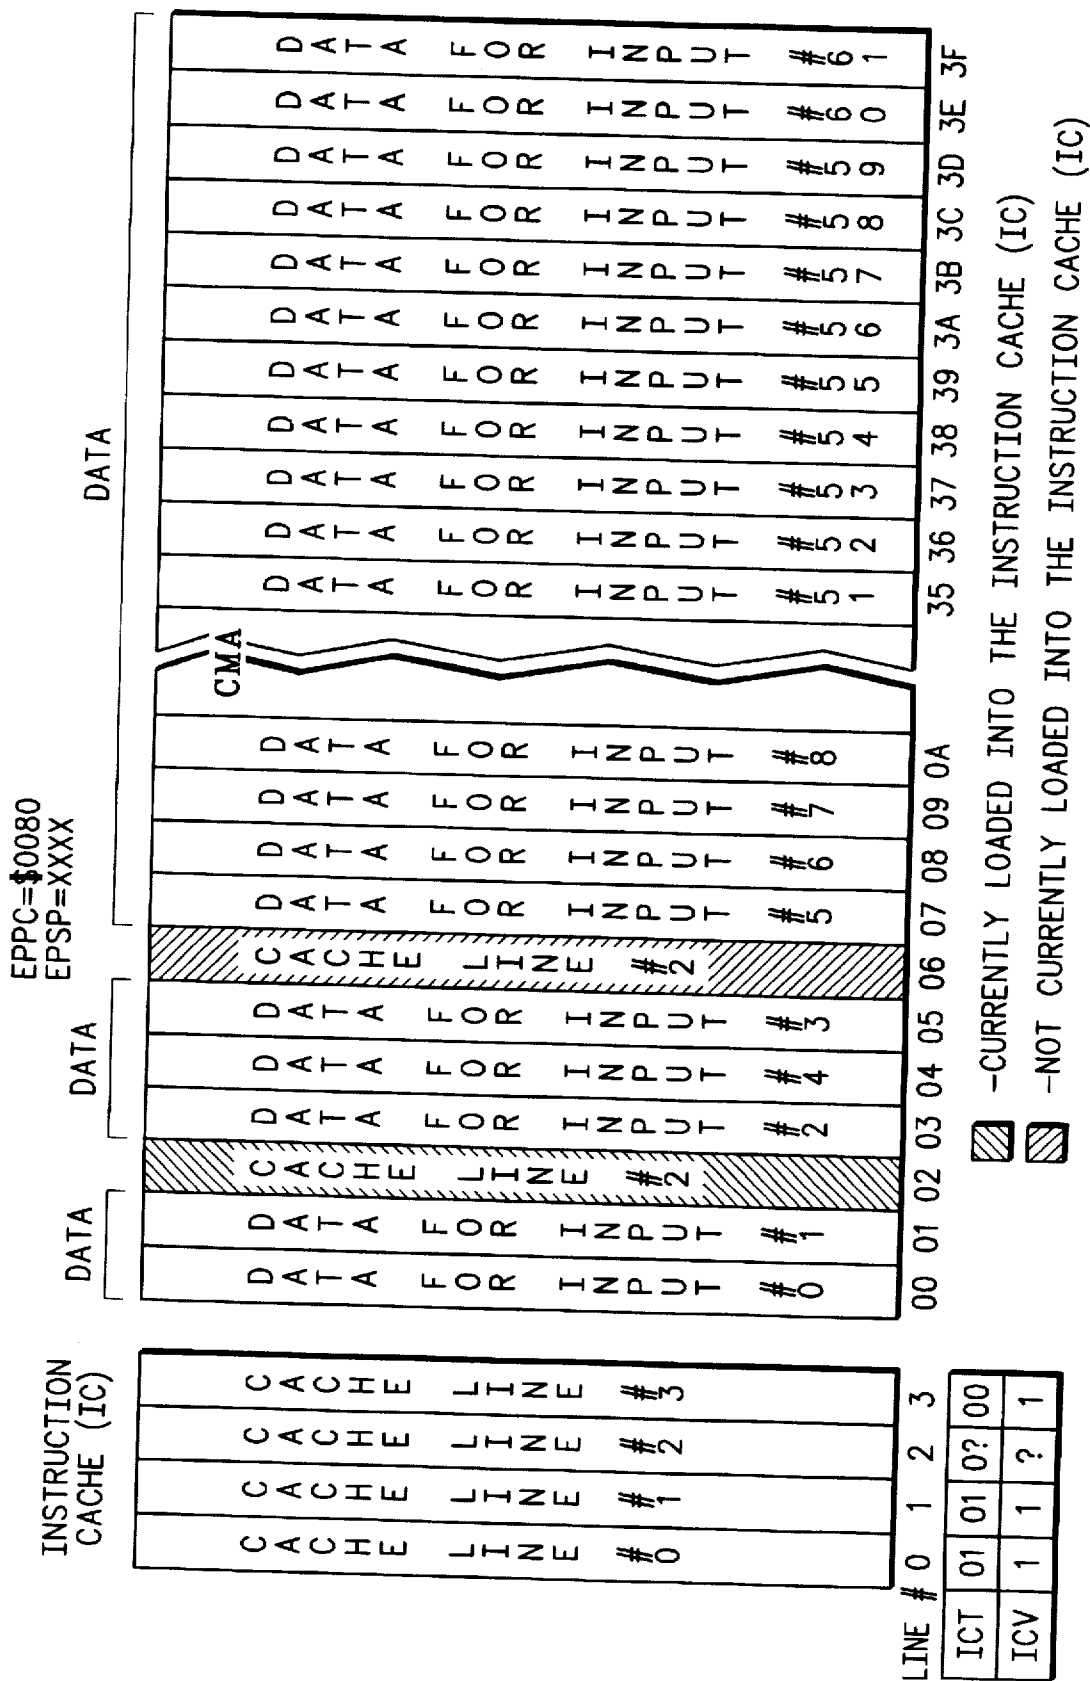 EPPC=$0080
EPSP=XXXX
INSTRUCTION
CACHE (IC)
DATA
DATA
DATA
CMA
CACHE LINE #0
CACHE LINE #1
CACHE LINE #2
CACHE LINE #3
DATA FOR INPUT #0
DATA FOR INPUT #1
CACHE LINE #2
DATA FOR INPUT #2
DATA FOR INPUT #4
DATA FOR INPUT #3
CACHE LINE #2
DATA FOR INPUT #5
DATA FOR INPUT #6
DATA FOR INPUT #7
DATA FOR INPUT #8
DATA FOR INPUT #51
DATA FOR INPUT #52
DATA FOR INPUT #53
DATA FOR INPUT #54
DATA FOR INPUT #55
DATA FOR INPUT #56
DATA FOR INPUT #57
DATA FOR INPUT #58
DATA FOR INPUT #59
DATA FOR INPUT #60
DATA FOR INPUT #61
LINE # 0 1 2 3
00 01 02 03 04 05 06 07 08 09 0A 35 36 37 38 39 3A 3B 3C 3D 3E 3F
ICT 01 01 0? 00
ICV 1 1 ? 1
-CURRENTLY LOADED INTO THE INSTRUCTION CACHE (IC)
-NOT CURRENTLY LOADED INTO THE INSTRUCTION CACHE (IC)